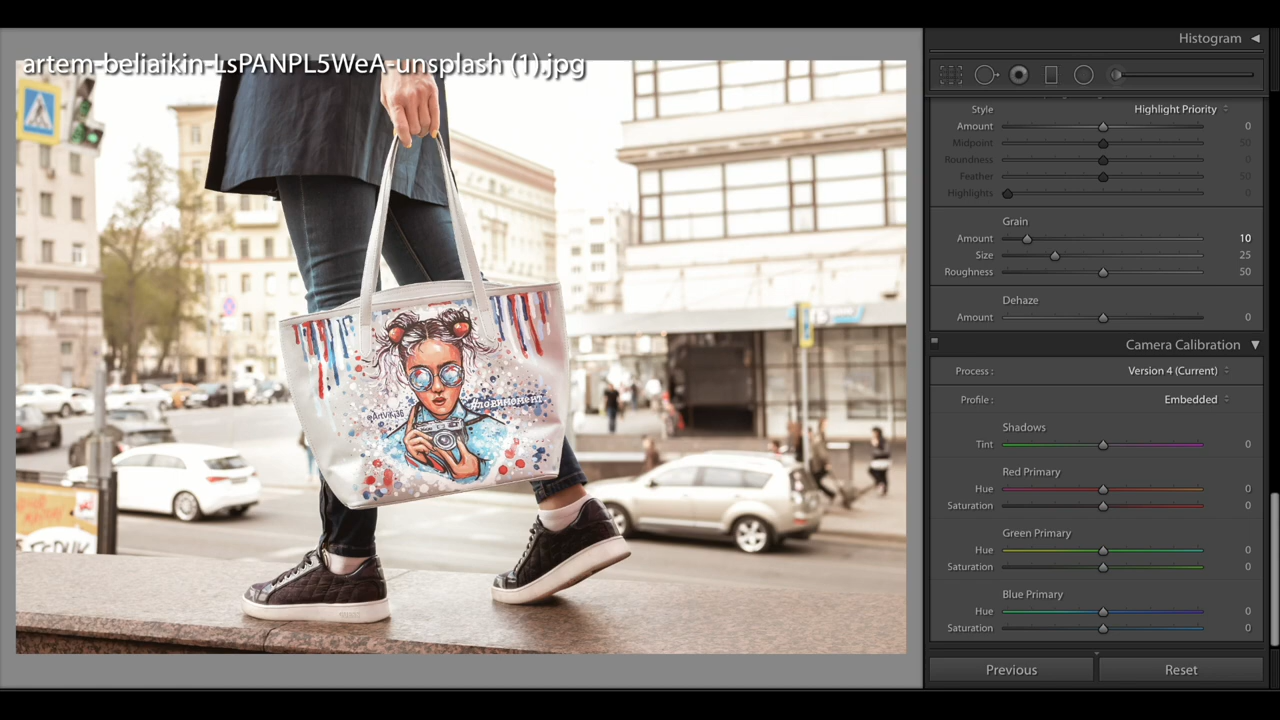 artem-beliaikin-LsPANPL5WeA-unsplash (1).jpg
Histogram
Style Highlight Priority
Amount 0
Midpoint 50
Roundness 0
Feather 50
Highlights 0
Grain
Amount 10
Size 25
Roughness 50
Dehaze
Amount 0
Camera Calibration
Process : Version 4 (Current)
Profile : Embedded
Shadows
Tint 0
Red Primary
Hue 0
Saturation 0
Green Primary
Hue 0
Saturation 0
Blue Primary
Hue 0
Saturation 0
Previous Reset
@Artviki36
#ловимомент